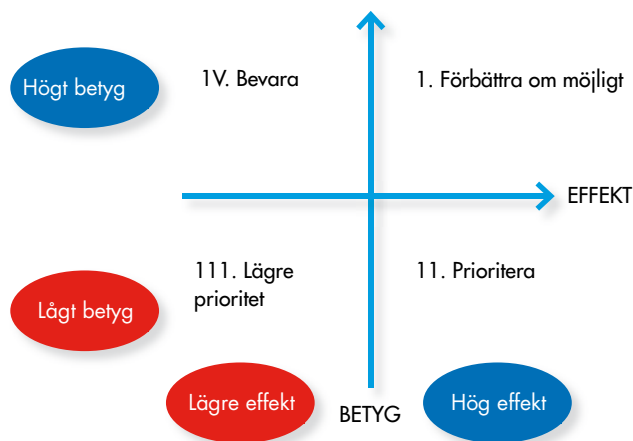 Högt betyg
1V. Bevara
1. Förbättra om möjligt
EFFEKT
111. Lägre
prioritet
11. Prioritera
Lågt betyg
Lägre effekt
BETYG
Hög effekt